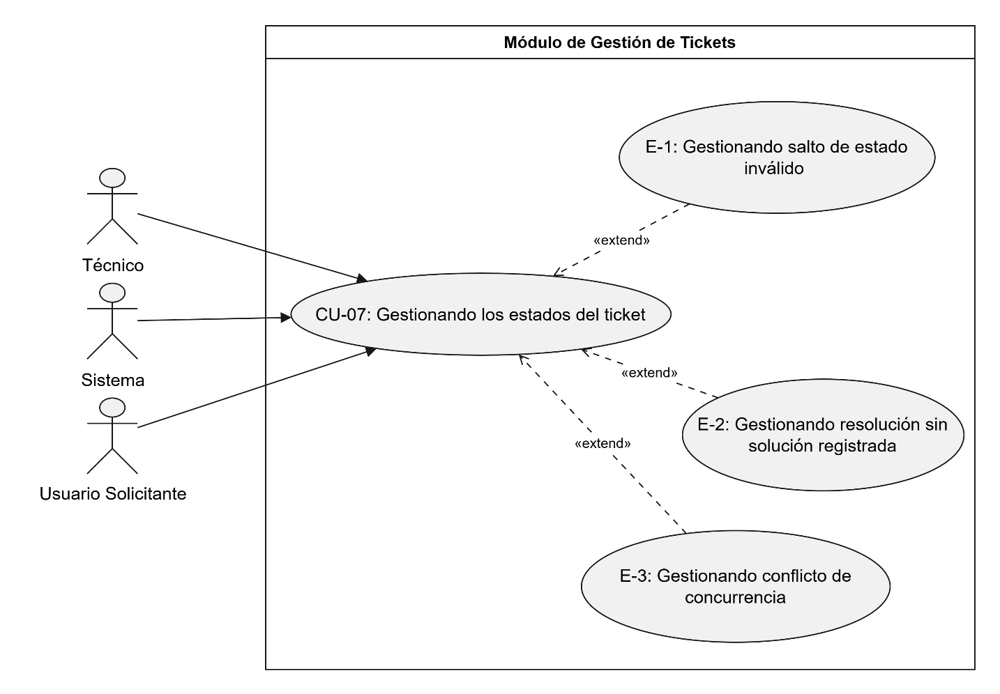 Módulo de Gestión de Tickets
E-1: Gestionando salto de estado
inválido
«extend»
Técnico
CU-07: Gestionando los estados del ticket
Sistema
«extend»
E-2: Gestionando resolución sin
solución registrada
«extend»
Usuario Solicitante
E-3: Gestionando conflicto de
concurrencia